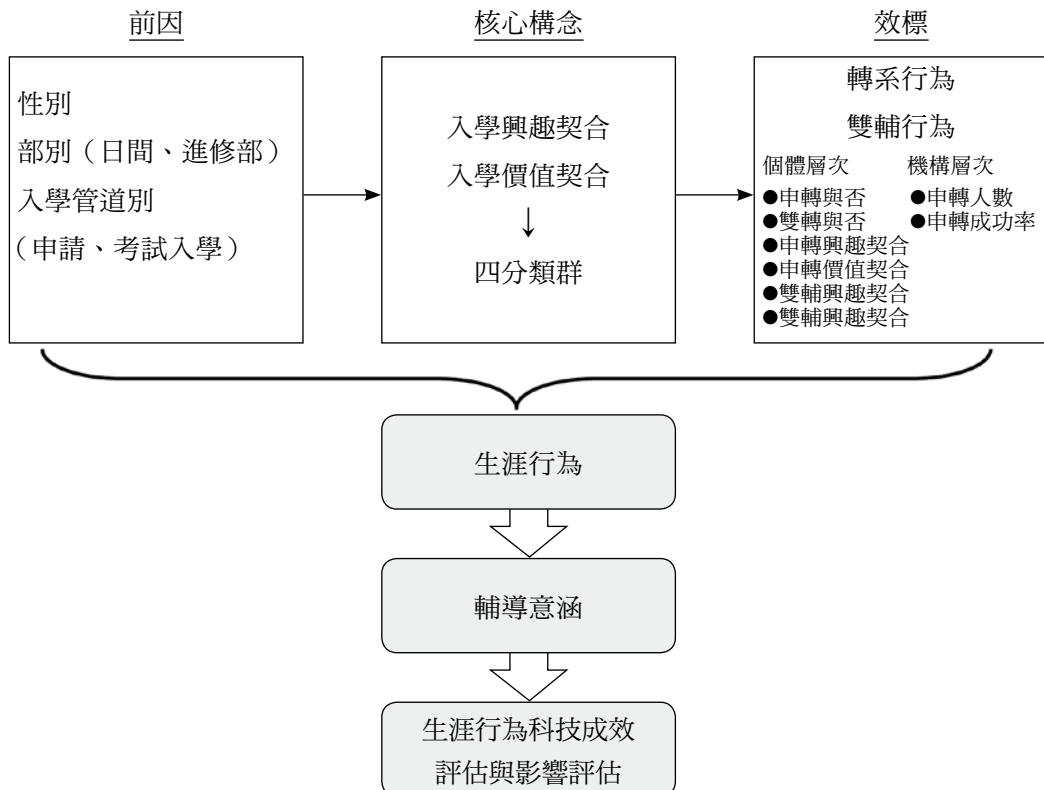 前因
性別
部別（日間、進修部）
入學管道別
（申請、考試入學）
核心構念
入學興趣契合
入學價值契合
↓
四分類群
效標
轉系行為
雙輔行為
個體層次
●申轉與否
●雙轉與否
●申轉興趣契合
●申轉價值契合
●雙輔興趣契合
●雙輔興趣契合
機構層次
●申轉人數
●申轉成功率
生涯行為
輔導意涵
生涯行為科技成效
評估與影響評估